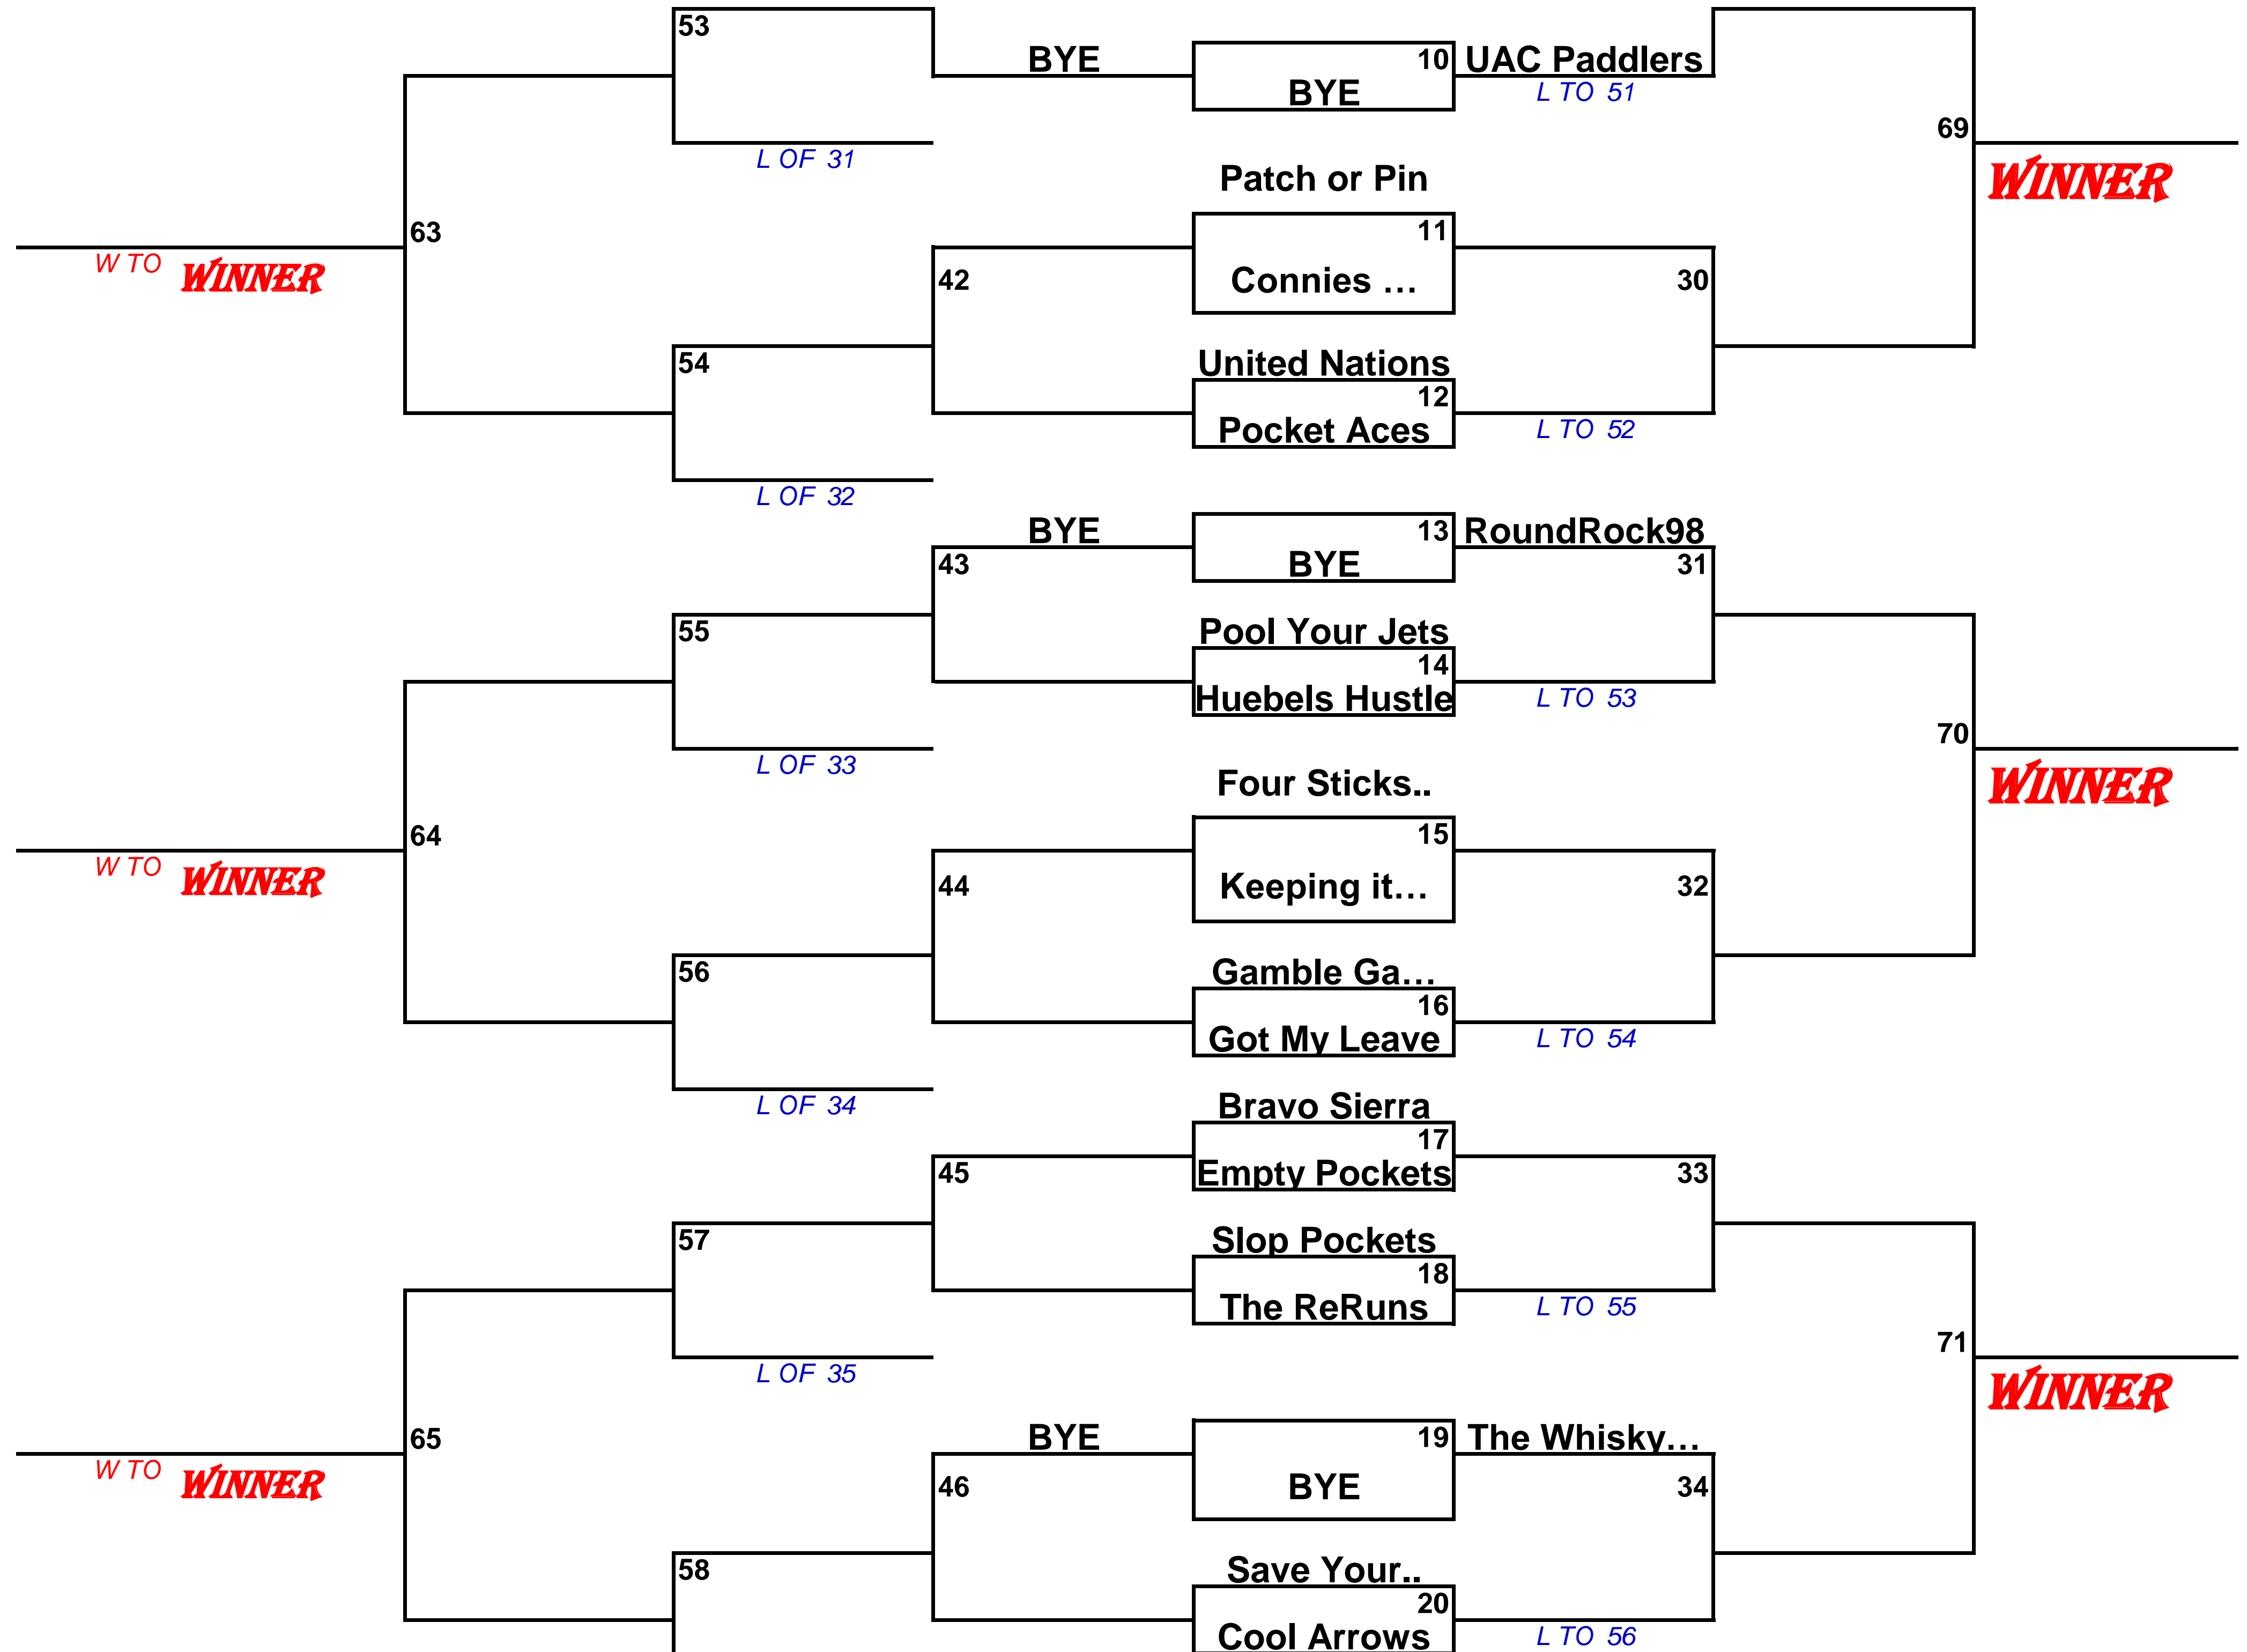 53
BYE
10
UAC Paddlers
BYE
L TO 51
69
L OF 31
WINNER
Patch or Pin
63
11
W TO WINNER
42
Connies …
30
54
United Nations
12
Pocket Aces
L TO 52
L OF 32
BYE
13
RoundRock98
43
BYE
31
55
Pool Your Jets
14
Huebels Hustle
L TO 53
70
L OF 33
WINNER
Four Sticks..
64
15
W TO WINNER
44
Keeping it…
32
56
Gamble Ga…
16
Got My Leave
L TO 54
L OF 34
Bravo Sierra
17
45
Empty Pockets
33
57
Slop Pockets
18
The ReRuns
L TO 55
71
L OF 35
WINNER
65
BYE
19
The Whisky…
W TO WINNER
46
BYE
34
58
Save Your..
20
Cool Arrows
L TO 56